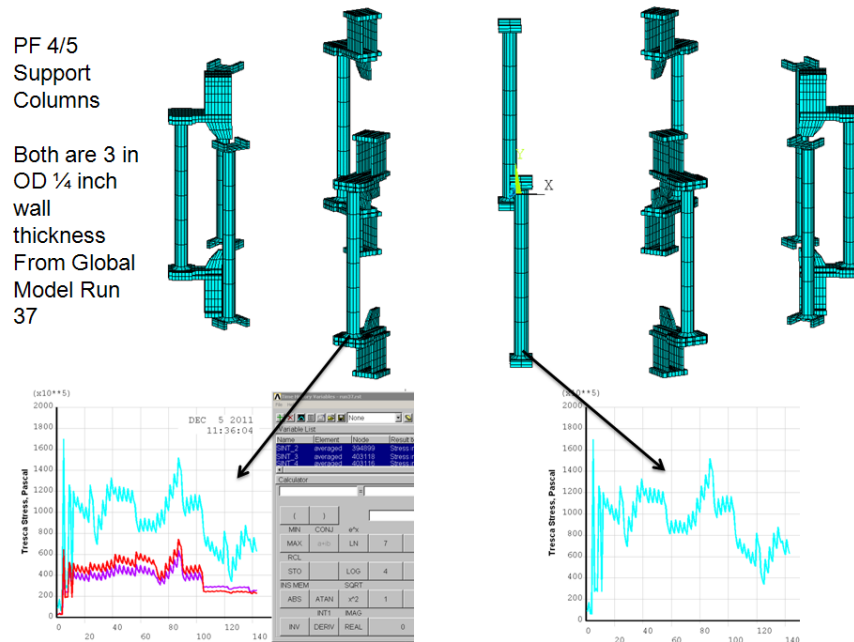 PF 4/5
Support
Columns
Both are 3 in
OD ¼ inch
wall
thickness
From Global
Model Run
37
Y
X
(x10**5)
2000
1800
1600
1400
1200
1000
800
600
400
200
0
Tresca Stress, Pascal
DEC 5 2011
11:36:04
0 20 40 60 80 100 120 140
None
Variable List
Name Element Node Result
SINT_2 averaged 394899
SINT_3 averaged 403118
SINT_4 averaged 403118
Calculator
( )
MIN CONJ e^x
MAX a+ib LN 7
RCL
STO LOG 4
INS MEM SQRT
ABS ATAN x^2 1
INT1 IMAG
INV DERIV REAL 0
(x10**5)
2000
1800
1600
1400
1200
1000
800
600
400
200
0
Tresca Stress, Pascal
0 20 40 60 80 100 120 140